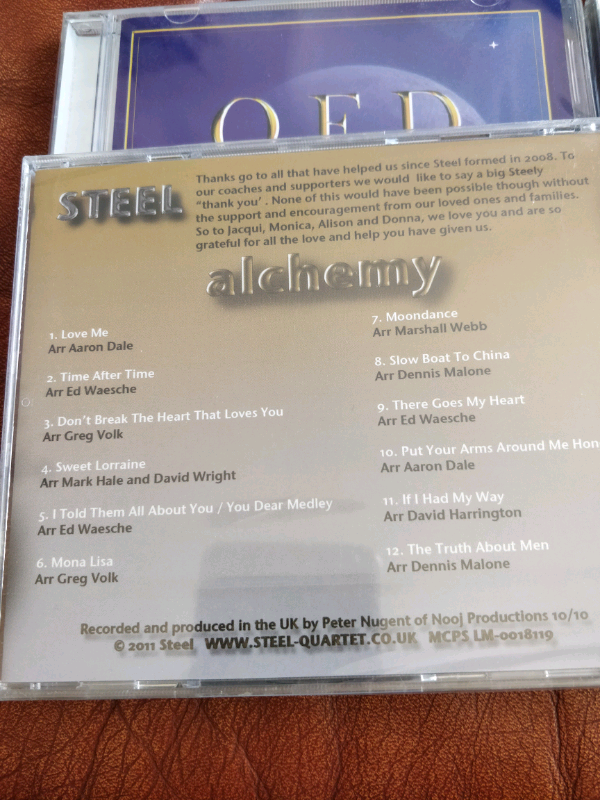 QED
STEEL
Thanks go to all that have helped us since Steel formed in 2008. To
our coaches and supporters we would like to say a big Steely
"thank you'. None of this would have been possible though without
the support and encouragement from our loved ones and families.
So to Jacqui, Monica, Alison and Donna, we love you and are so
grateful for all the love and help you have given us.
alchemy
1. Love Me
Arr Aaron Dale
2. Time After Time
Arr Ed Waesche
3. Don't Break The Heart That Loves You
Arr Greg Volk
4. Sweet Lorraine
Arr Mark Hale and David Wright
5. I Told Them All About You / You Dear Medley
Arr Ed Waesche
6. Mona Lisa
Arr Greg Volk
7. Moondance
Arr Marshall Webb
8. Slow Boat To China
Arr Dennis Malone
9. There Goes My Heart
Arr Ed Waesche
10. Put Your Arms Around Me Hon
Arr Aaron Dale
11. If I Had My Way
Arr David Harrington
12. The Truth About Men
Arr Dennis Malone
Recorded and produced in the UK by Peter Nugent of Nooj Productions 10/10
© 2011 Steel WWW.STEEL-QUARTET.CO.UK MCPS LM-0018119